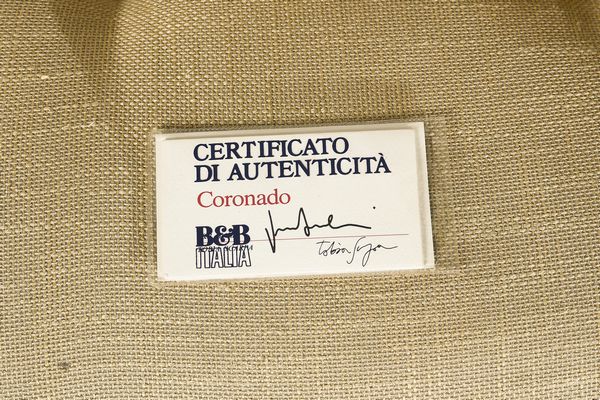 CERTIFICATO
DI AUTENTICITÀ
Coronado
B&B
ITALIA